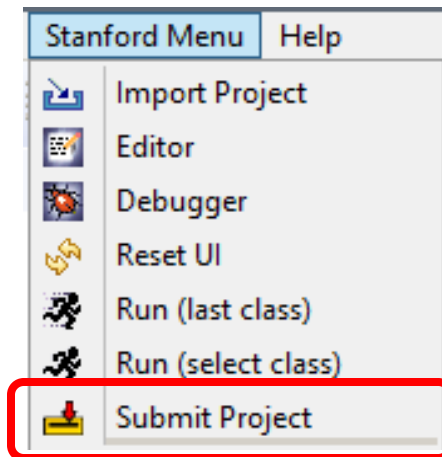 Stanford Menu Help
Import Project
Editor
Debugger
Reset UI
Run (last class)
Run (select class)
Submit Project